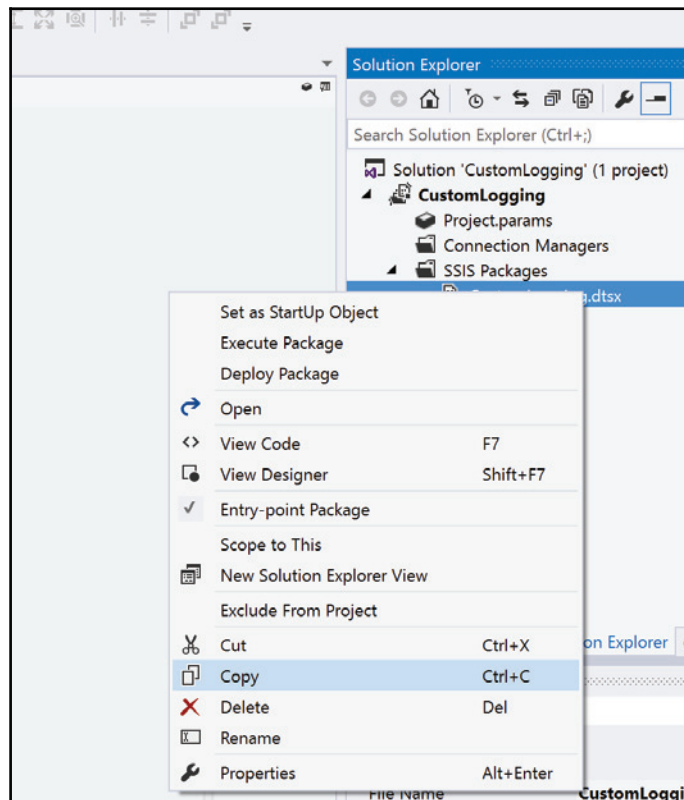 Solution Explorer
Search Solution Explorer (Ctrl+;)
Solution 'CustomLogging' (1 project)
CustomLogging
Project.params
Connection Managers
SSIS Packages
.dtsx
Set as StartUp Object
Execute Package
Deploy Package
Open
View Code F7
View Designer Shift+F7
Entry-point Package
Scope to This
New Solution Explorer View
Exclude From Project
Cut Ctrl+X
on Explorer
Copy Ctrl+C
Delete Del
Rename
Properties Alt+Enter
File Name CustomLoggi